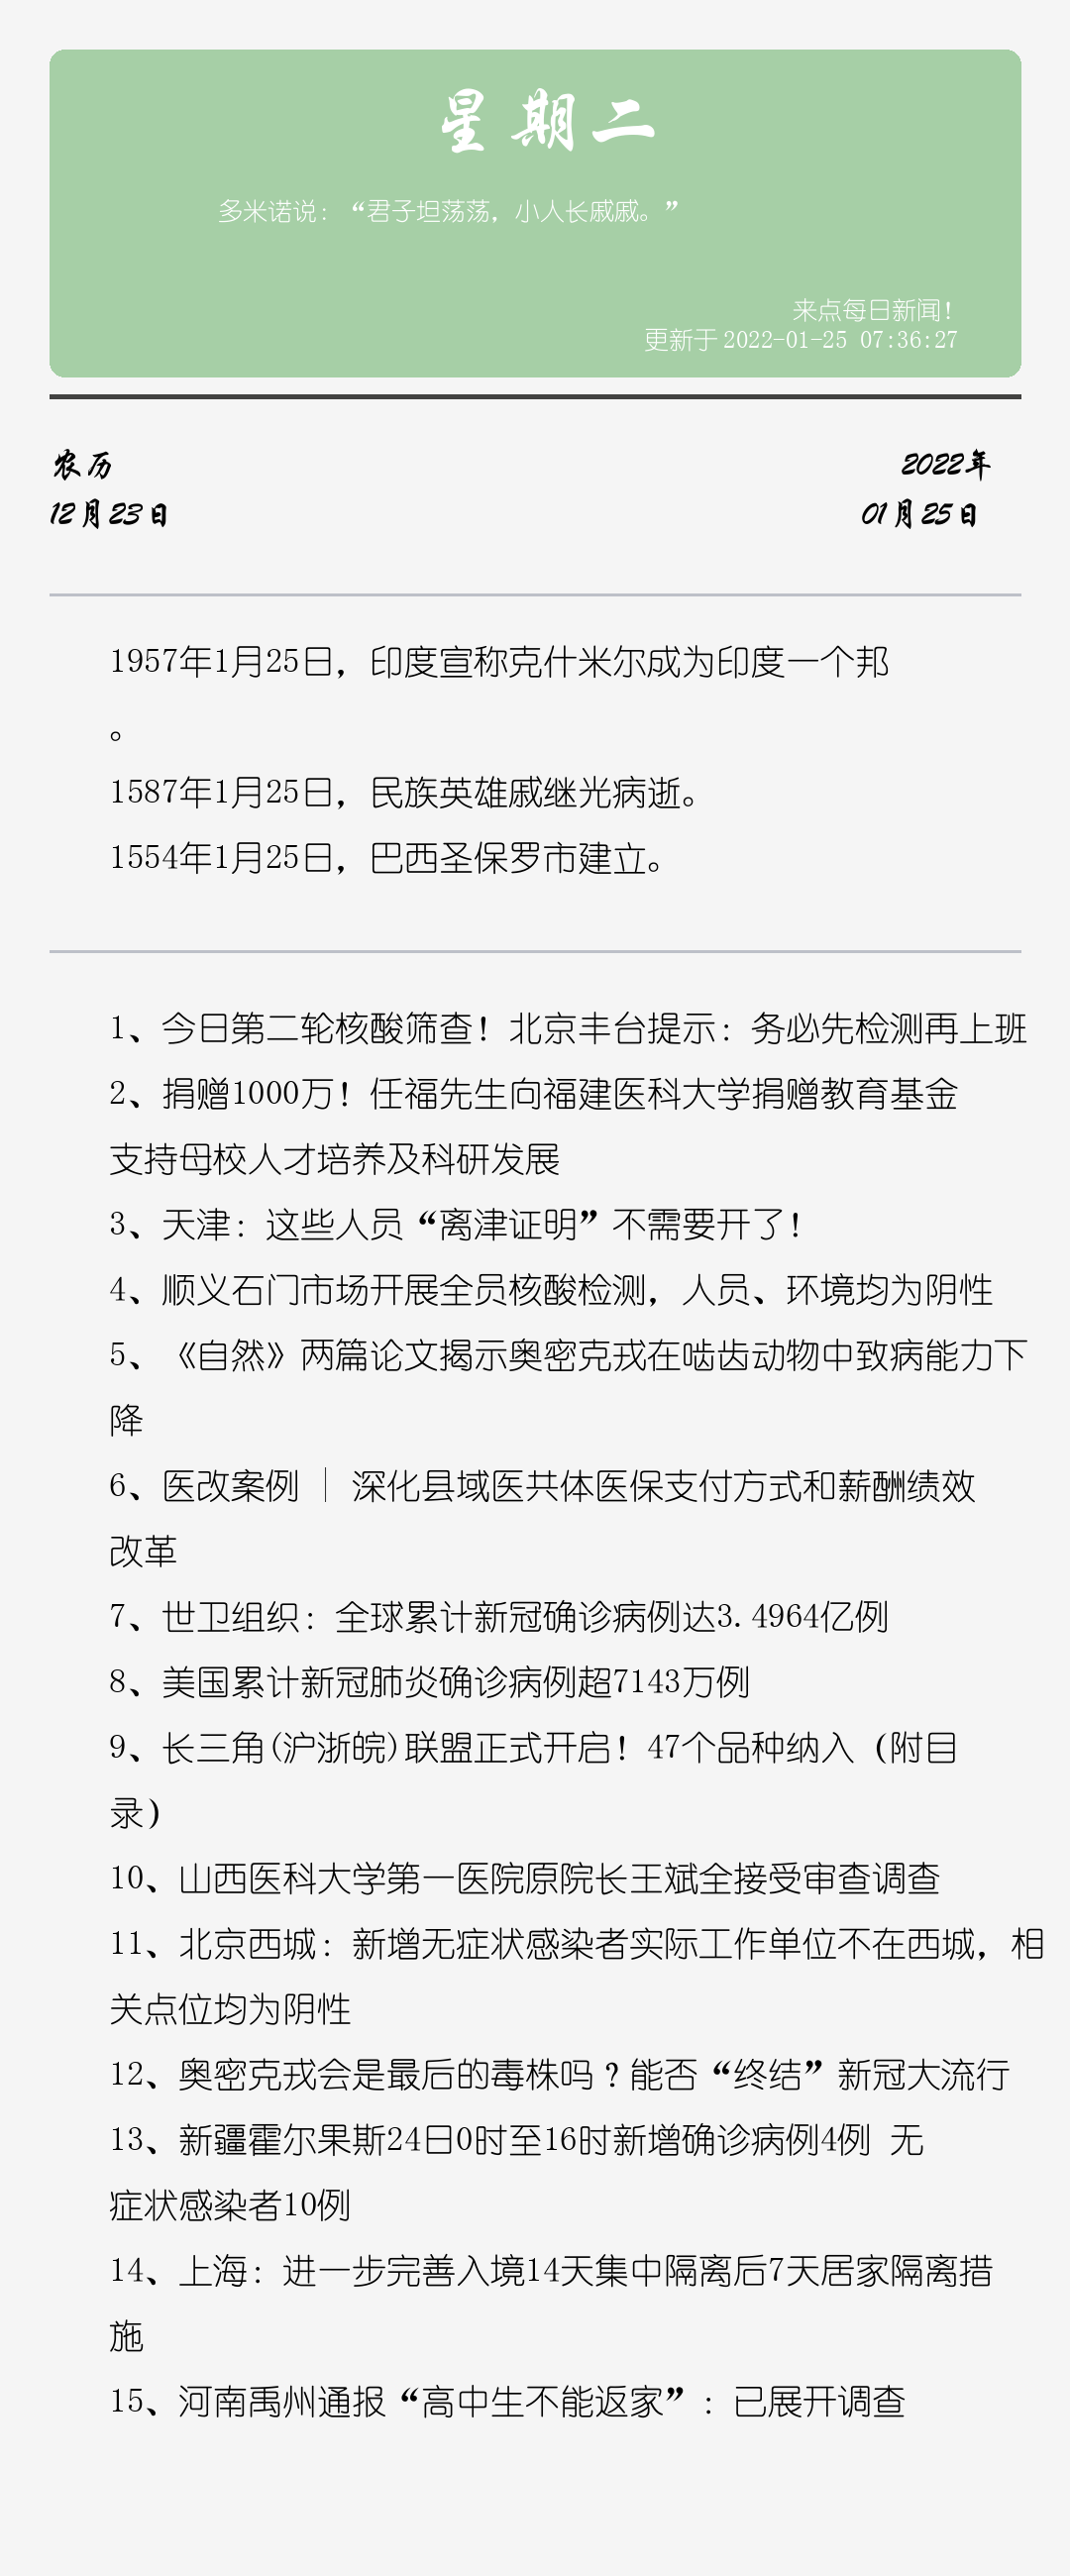 星期二
多米诺说：“君子坦荡荡，小人长戚戚。”
来点每日新闻！
更新于 2022-01-25 07:36:27
农历
12月23日
2022年
01月25日
1957年1月25日，印度宣称克什米尔成为印度一个邦
。
1587年1月25日，民族英雄戚继光病逝。
1554年1月25日，巴西圣保罗市建立。
1、今日第二轮核酸筛查！北京丰台提示：务必先检测再上班
2、捐赠1000万！任福先生向福建医科大学捐赠教育基金
支持母校人才培养及科研发展
3、天津：这些人员“离津证明”不需要开了！
4、顺义石门市场开展全员核酸检测，人员、环境均为阴性
5、《自然》两篇论文揭示奥密克戎在啮齿动物中致病能力下
降
6、医改案例 ｜ 深化县域医共体医保支付方式和薪酬绩效
改革
7、世卫组织：全球累计新冠确诊病例达3.4964亿例
8、美国累计新冠肺炎确诊病例超7143万例
9、长三角(沪浙皖)联盟正式开启！47个品种纳入（附目
录）
10、山西医科大学第一医院原院长王斌全接受审查调查
11、北京西城：新增无症状感染者实际工作单位不在西城，相
关点位均为阴性
12、奥密克戎会是最后的毒株吗？能否“终结”新冠大流行
13、新疆霍尔果斯24日0时至16时新增确诊病例4例 无
症状感染者10例
14、上海：进一步完善入境14天集中隔离后7天居家隔离措
施
15、河南禹州通报“高中生不能返家”：已展开调查